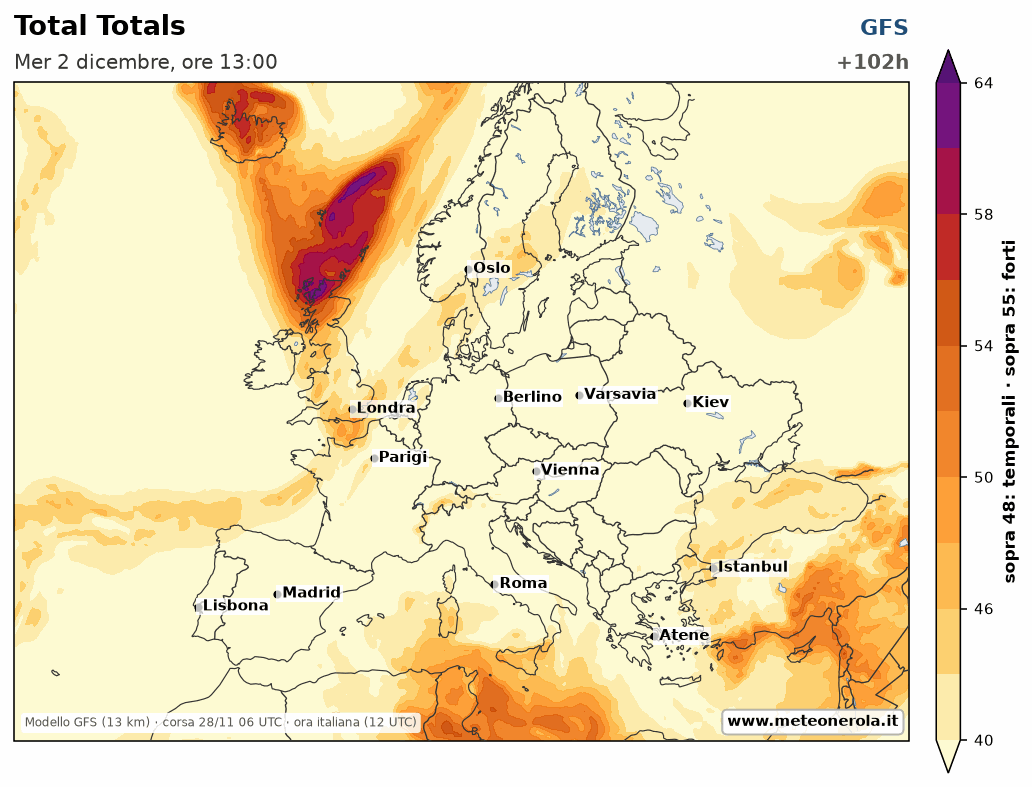 Total Totals
GFS
Mer 2 dicembre, ore 13:00
+102h
64
58
54
50
46
40
sopra 48: temporali · sopra 55: forti
Oslo
Berlino
Varsavia
Kiev
Londra
Parigi
Vienna
Istanbul
Roma
Madrid
Lisbona
Atene
Modello GFS (13 km) · corsa 28/11 06 UTC · ora italiana (12 UTC)
www.meteonerola.it